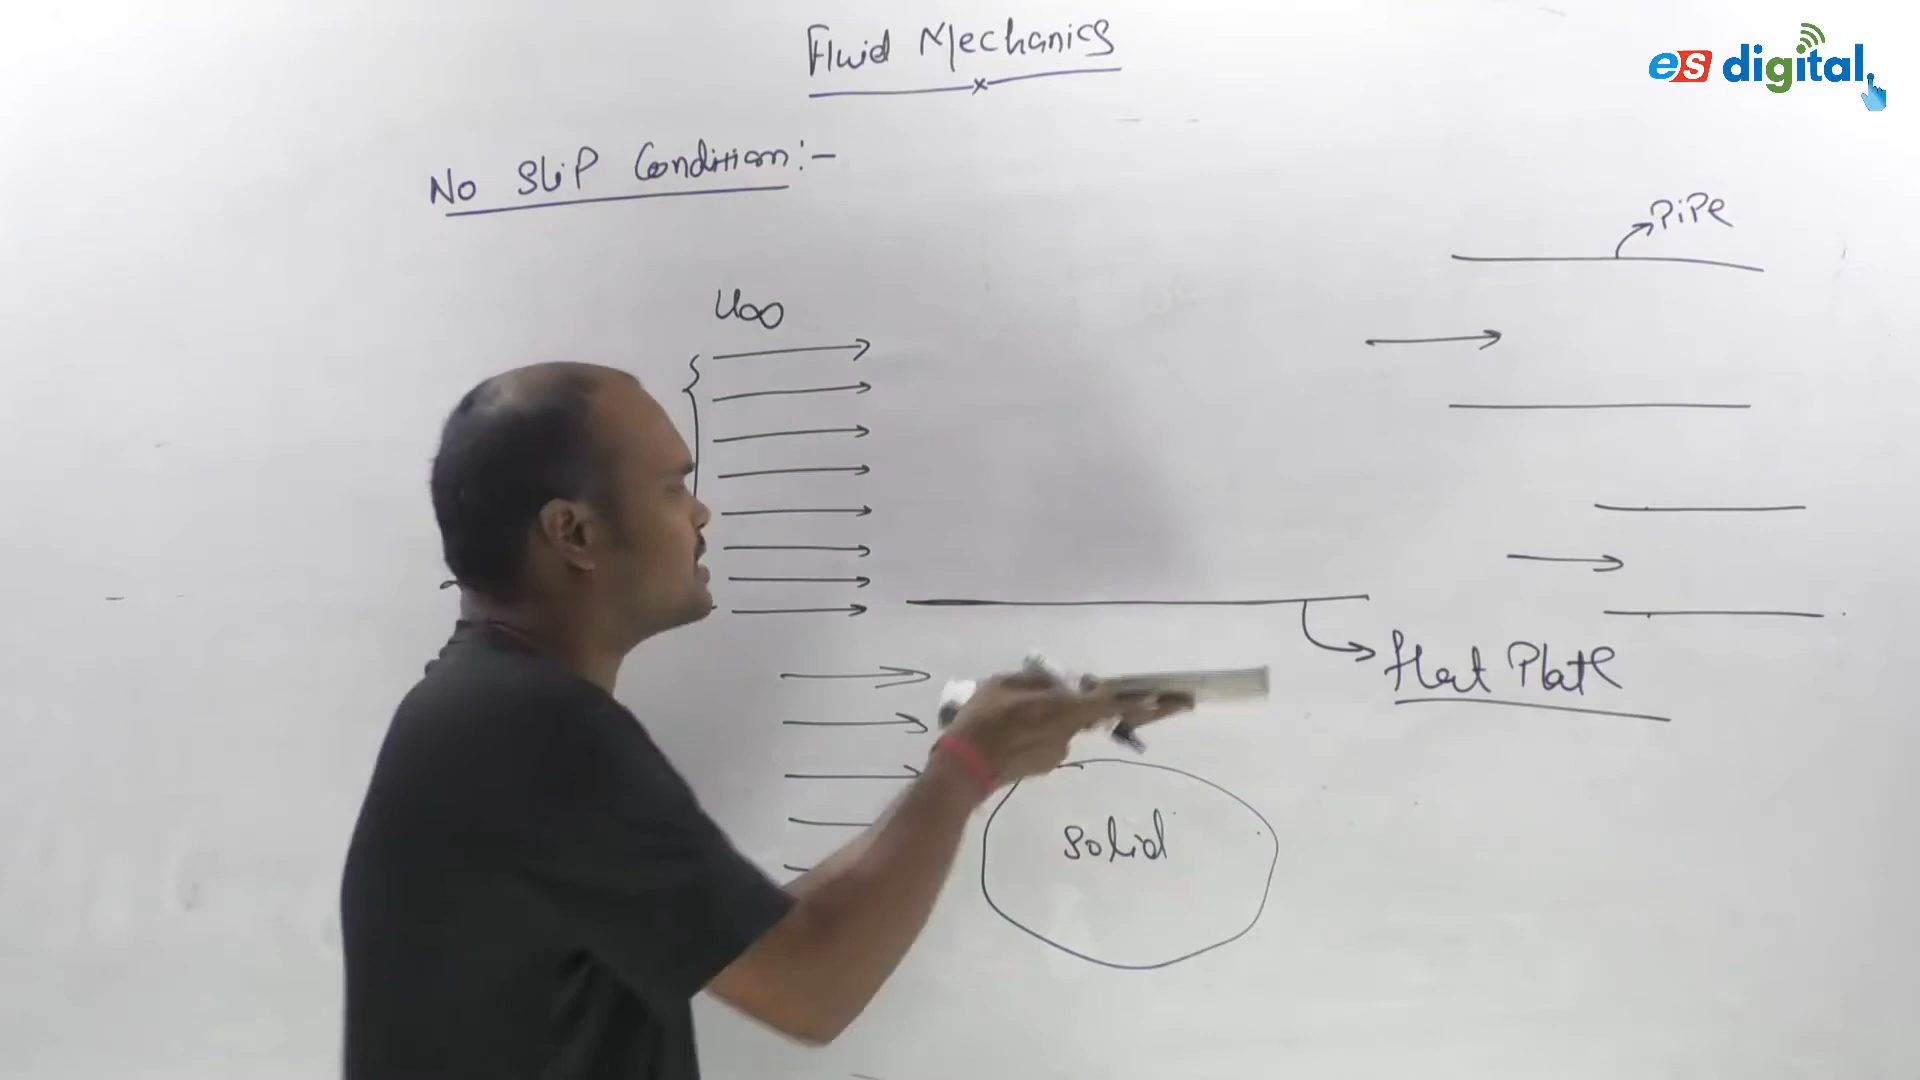 Fluid Mechanics
es digital
No Slip Condition:-
PiPe
U∞
flat Plate
Solid